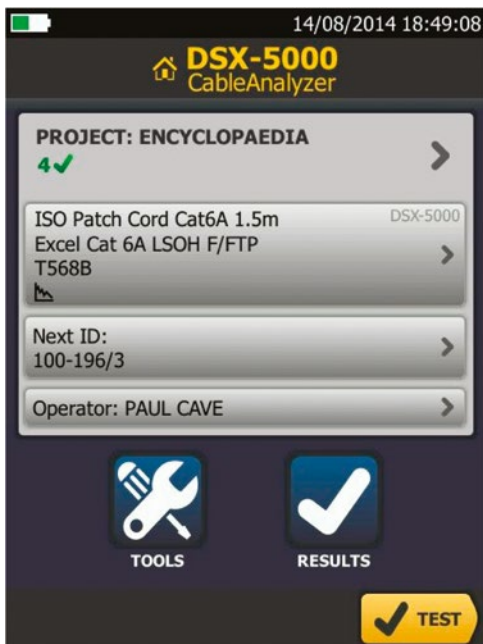 14/08/2014 18:49:08
DSX-5000
CableAnalyzer
PROJECT: ENCYCLOPAEDIA
4
ISO Patch Cord Cat6A 1.5m
DSX-5000
Excel Cat 6A LSOH F/FTP
T568B
Next ID:
100-196/3
Operator: PAUL CAVE
TOOLS
RESULTS
TEST